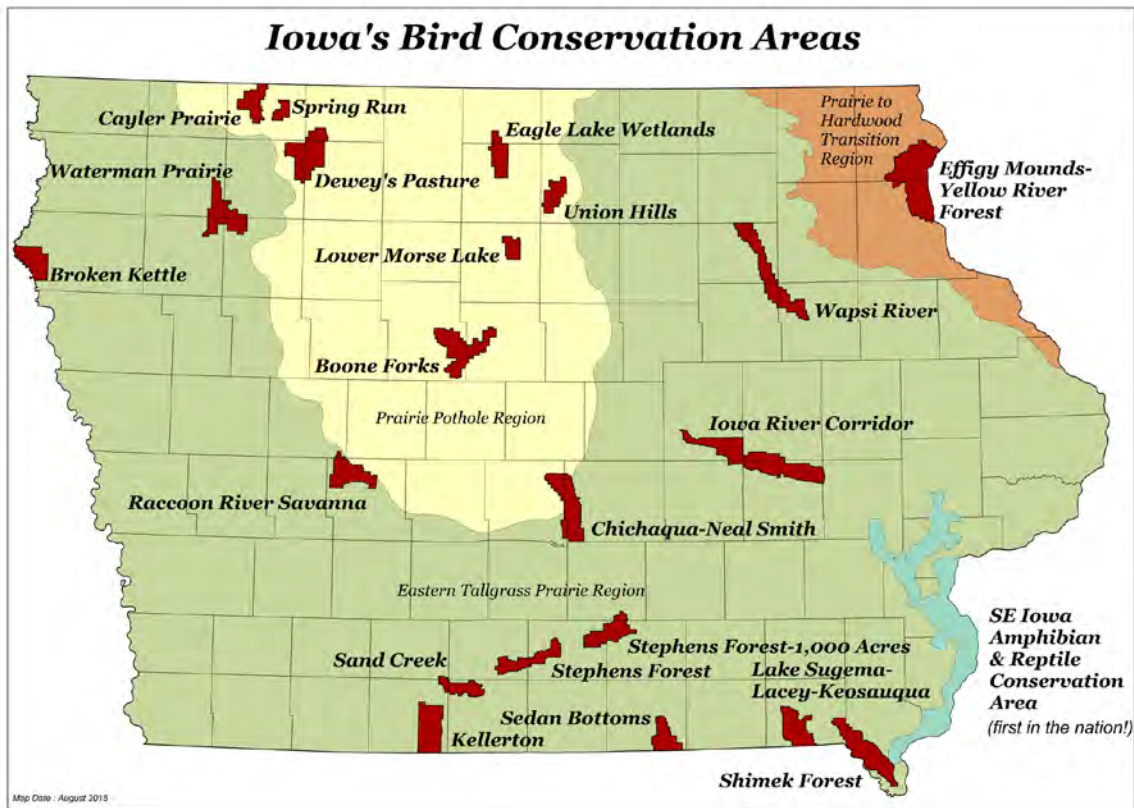 Iowa's Bird Conservation Areas
Cayler Prairie
Spring Run
Eagle Lake Wetlands
Prairie to
Hardwood
Transition
Region
Waterman Prairie
Dewey's Pasture
Effigy Mounds-
Yellow River
Forest
Union Hills
Lower Morse Lake
Broken Kettle
Wapsi River
Boone Forks
Prairie Pothole Region
Iowa River Corridor
Raccoon River Savanna
Chichaqua-Neal Smith
Eastern Tallgrass Prairie Region
SE Iowa
Amphibian
& Reptile
Conservation
Area
(first in the nation!)
Stephens Forest-1,000 Acres
Sand Creek
Stephens Forest
Lake Sugema-
Lacey-Keosauqua
Sedan Bottoms
Kellerton
Shimek Forest
Map Date : August 2015